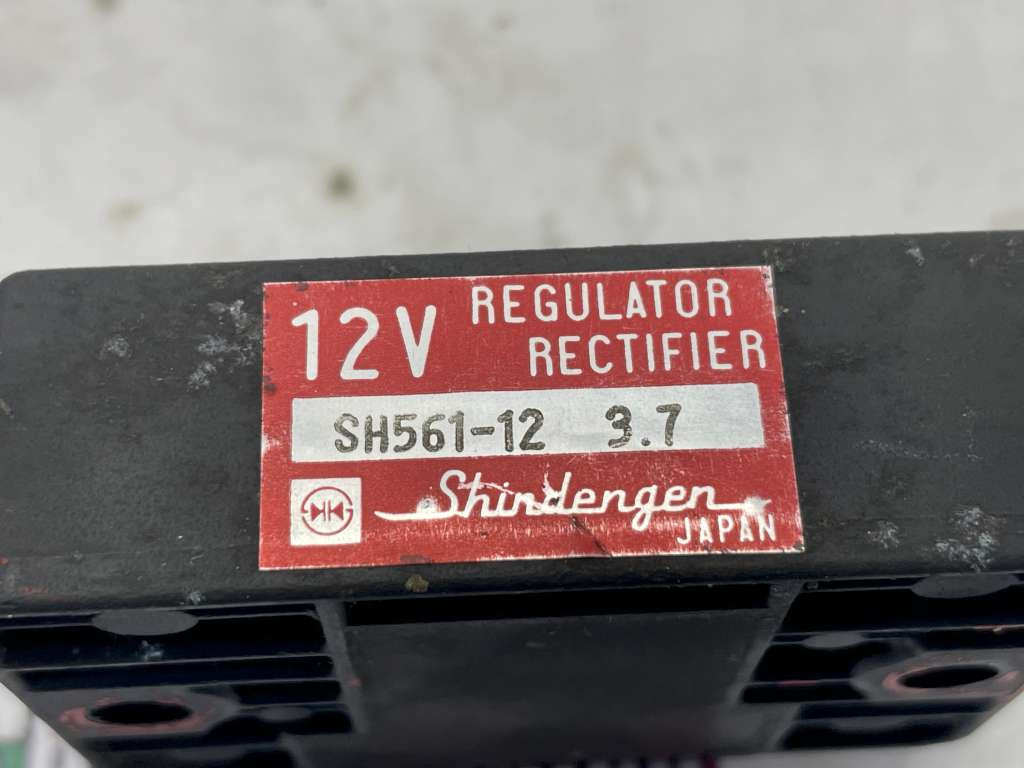 12V REGULATOR
RECTIFIER
SH561-12 3.7
Shindengen
JAPAN